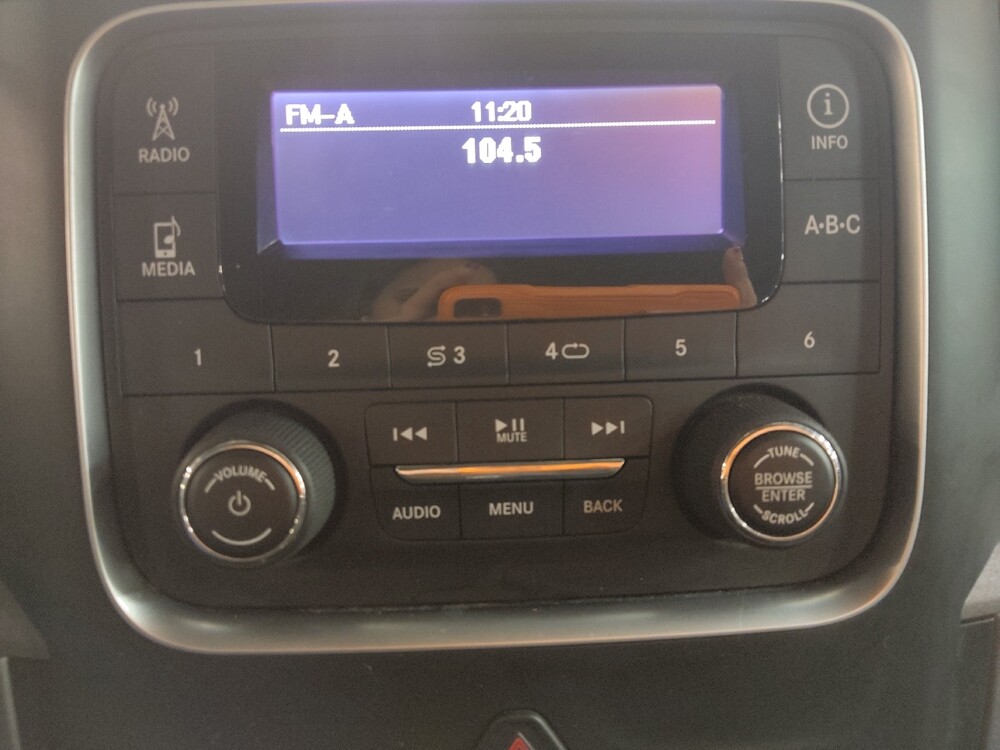 FM-A 11:20
104.5
RADIO
MEDIA
i
INFO
A·B·C
1 2 3 4 5 6
MUTE
AUDIO MENU BACK
VOLUME
TUNE
BROWSE
ENTER
SCROLL